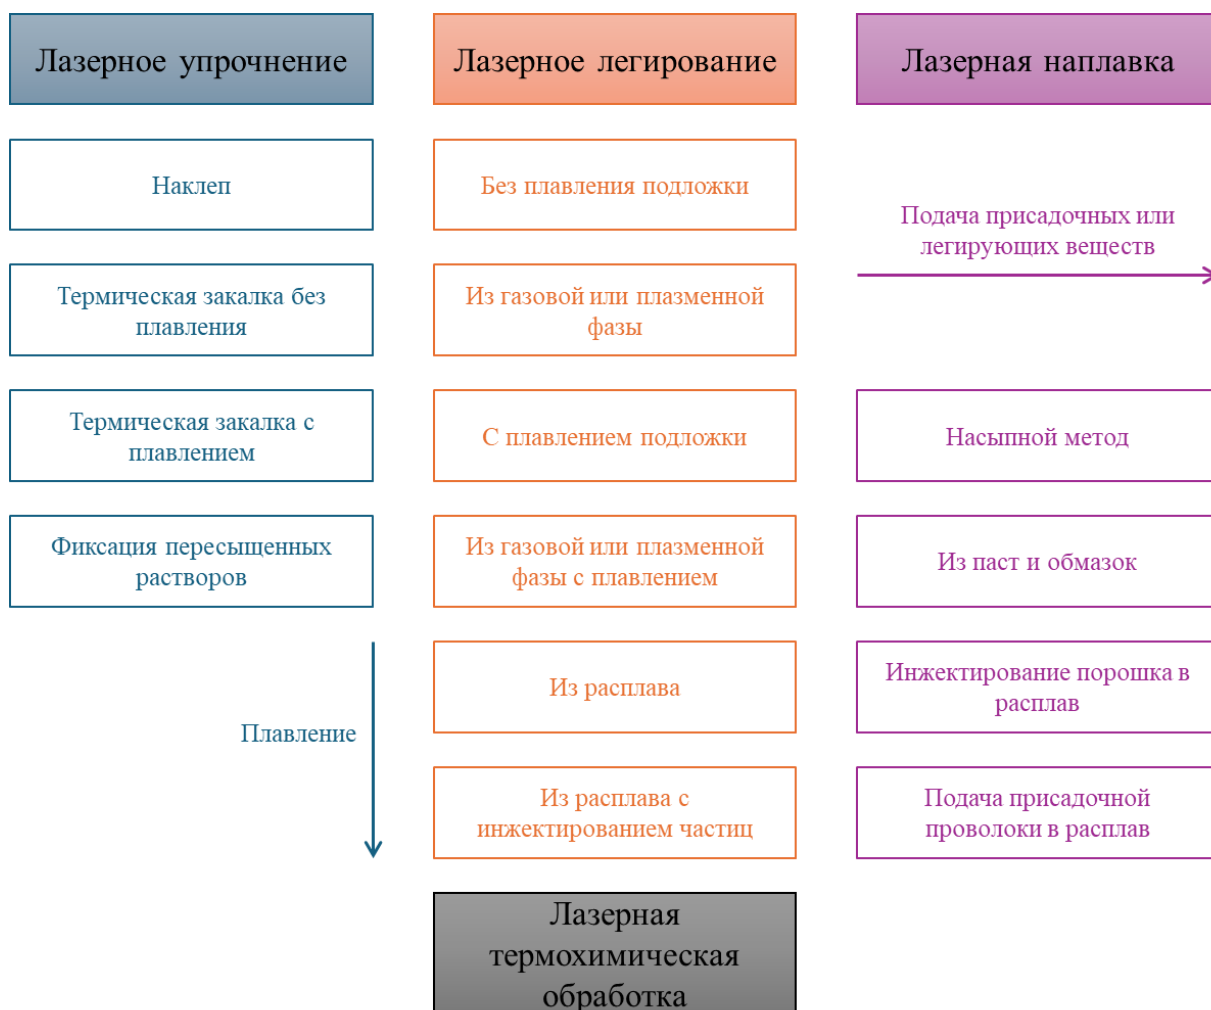 Лазерное упрочнение
Лазерное легирование
Лазерная наплавка
Наклеп
Без плавления подложки
Подача присадочных или
легирующих веществ
Термическая закалка без
плавления
Из газовой или плазменной
фазы
Термическая закалка с
плавлением
С плавлением подложки
Насыпной метод
Фиксация пересыщенных
растворов
Из газовой или плазменной
фазы с плавлением
Из паст и обмазок
Плавление
Из расплава
Инжектирование порошка в
расплав
Из расплава с
инжектированием частиц
Подача присадочной
проволоки в расплав
Лазерная
термохимическая
обработка